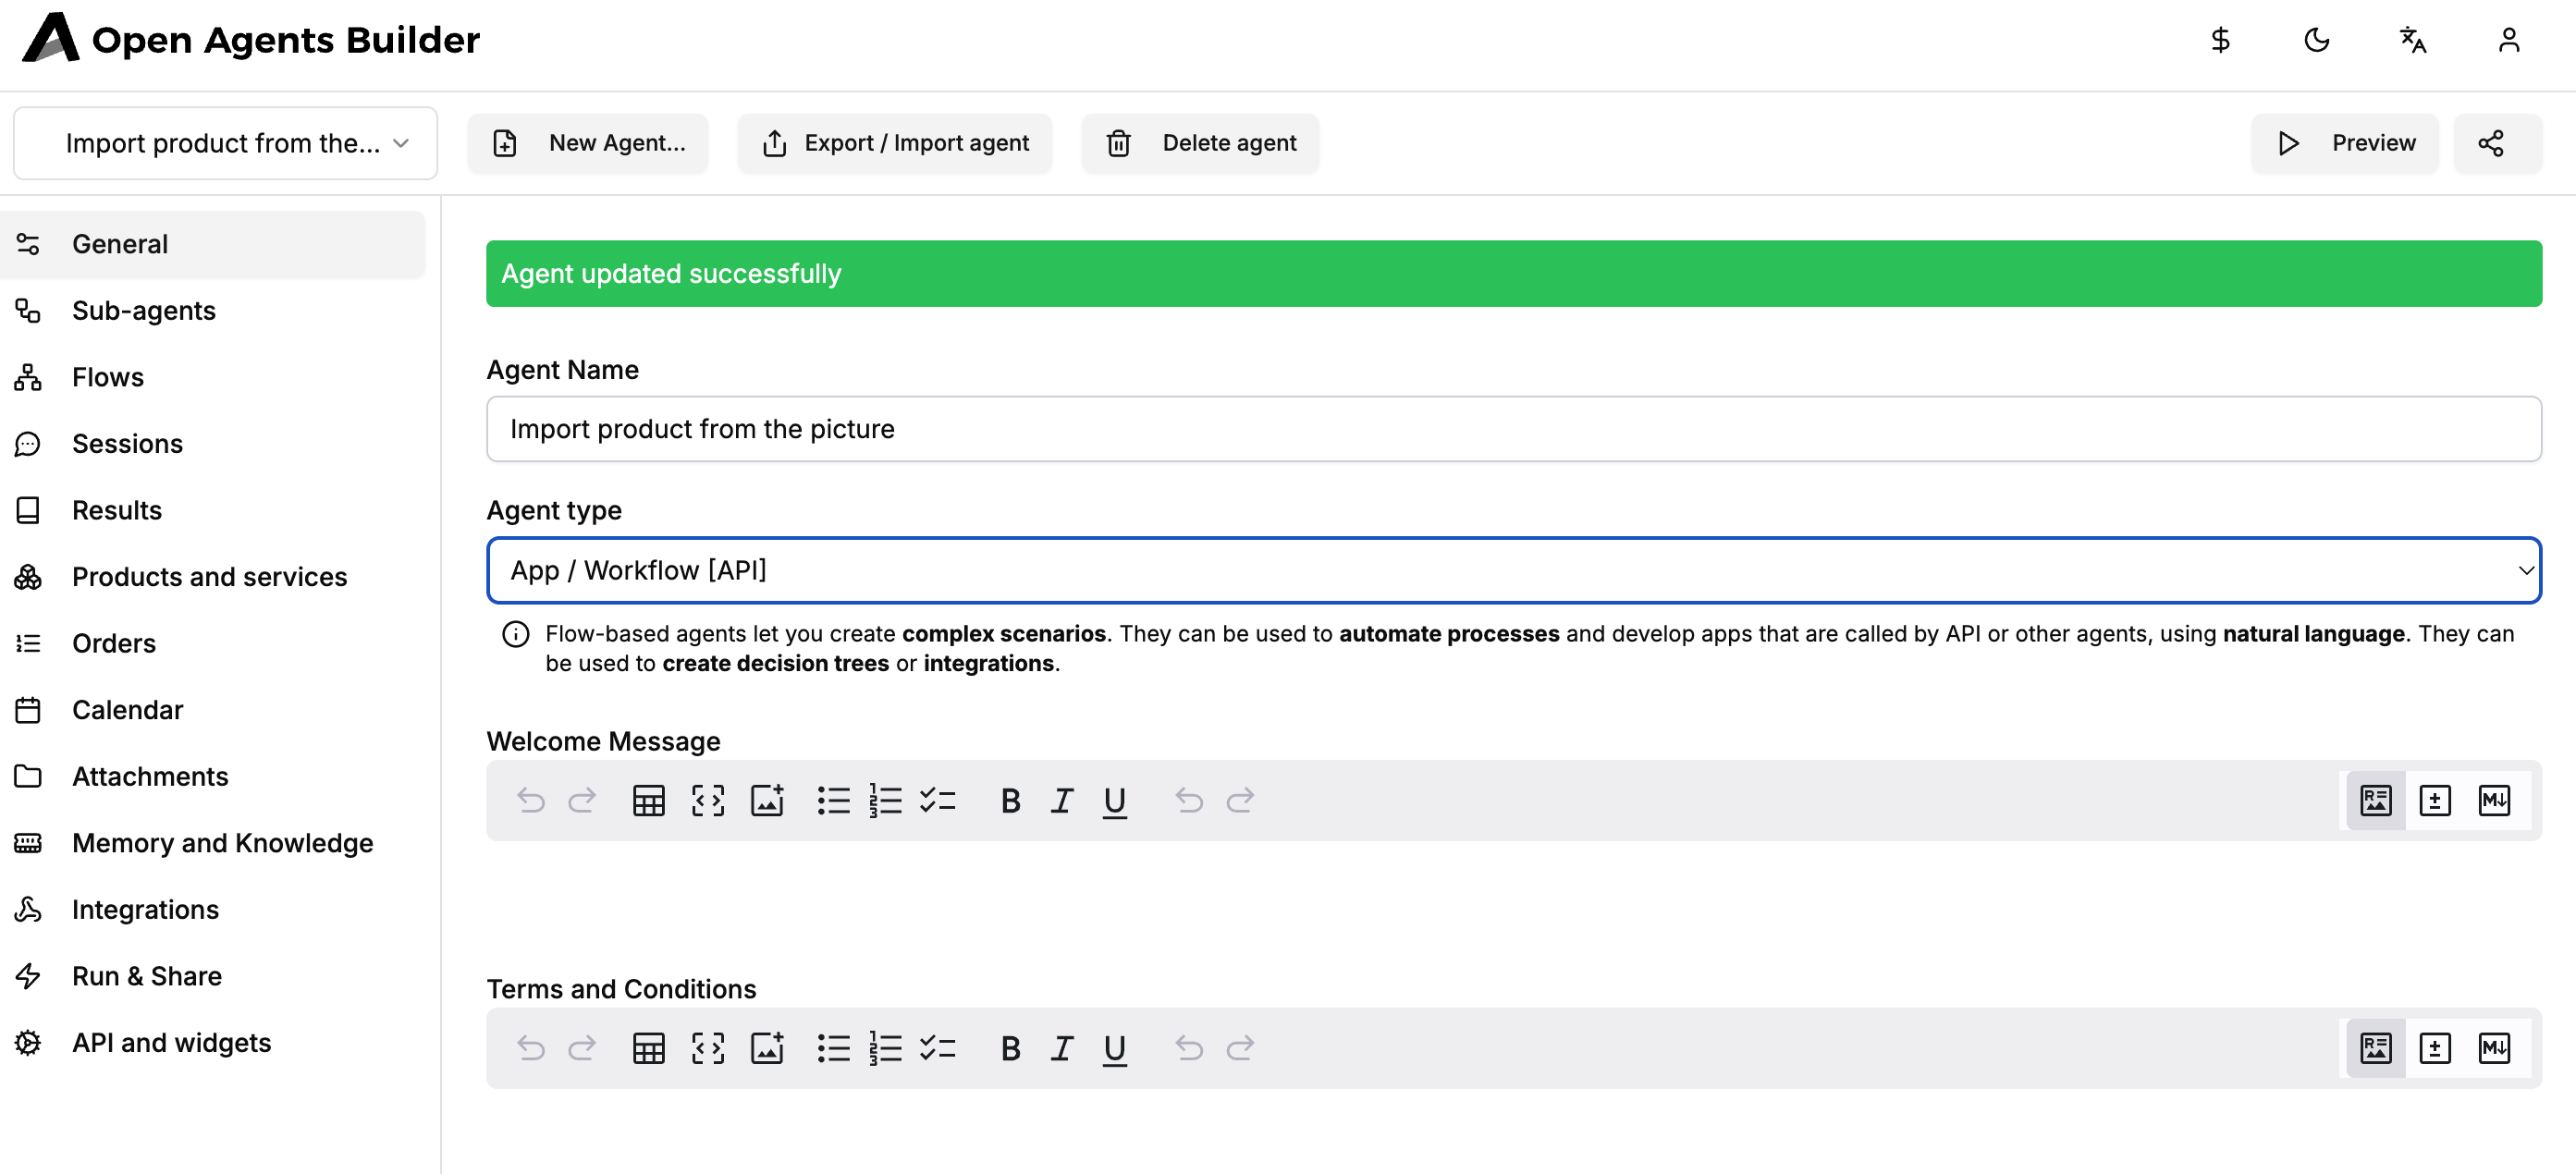 Open Agents Builder
Import product from the...
New Agent...
Export / Import agent
Delete agent
Preview
General
Sub-agents
Flows
Sessions
Results
Products and services
Orders
Calendar
Attachments
Memory and Knowledge
Integrations
Run & Share
API and widgets
Agent updated successfully
Agent Name
Import product from the picture
Agent type
App / Workflow [API]
Flow-based agents let you create complex scenarios. They can be used to automate processes and develop apps that are called by API or other agents, using natural language. They can
be used to create decision trees or integrations.
Welcome Message
Terms and Conditions